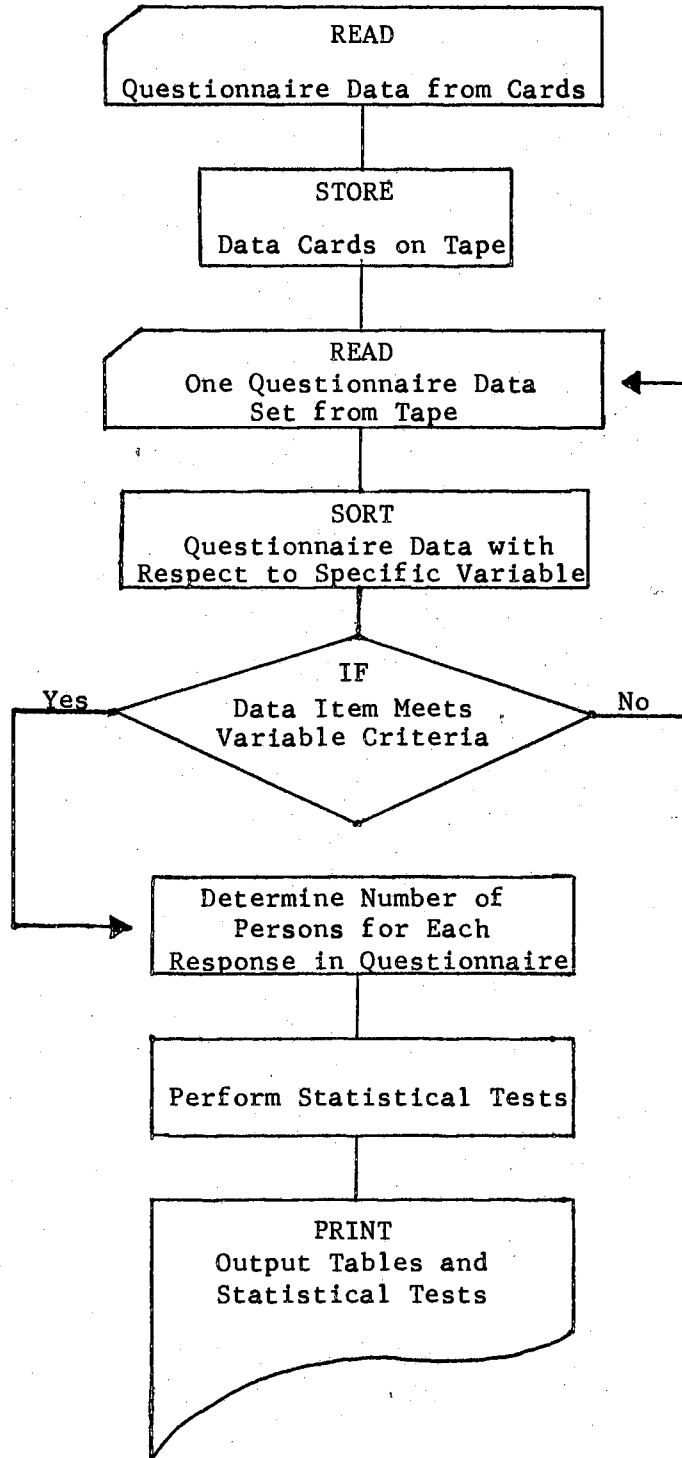 READ
Questionnaire Data from Cards
STORE
Data Cards on Tape
READ
One Questionnaire Data
Set from Tape
SORT
Questionnaire Data with
Respect to Specific Variable
IF
Yes
Data Item Meets
No
Variable Criteria
Determine Number of
Persons for Each
Response in Questionnaire
Perform Statistical Tests
PRINT
Output Tables and
Statistical Tests